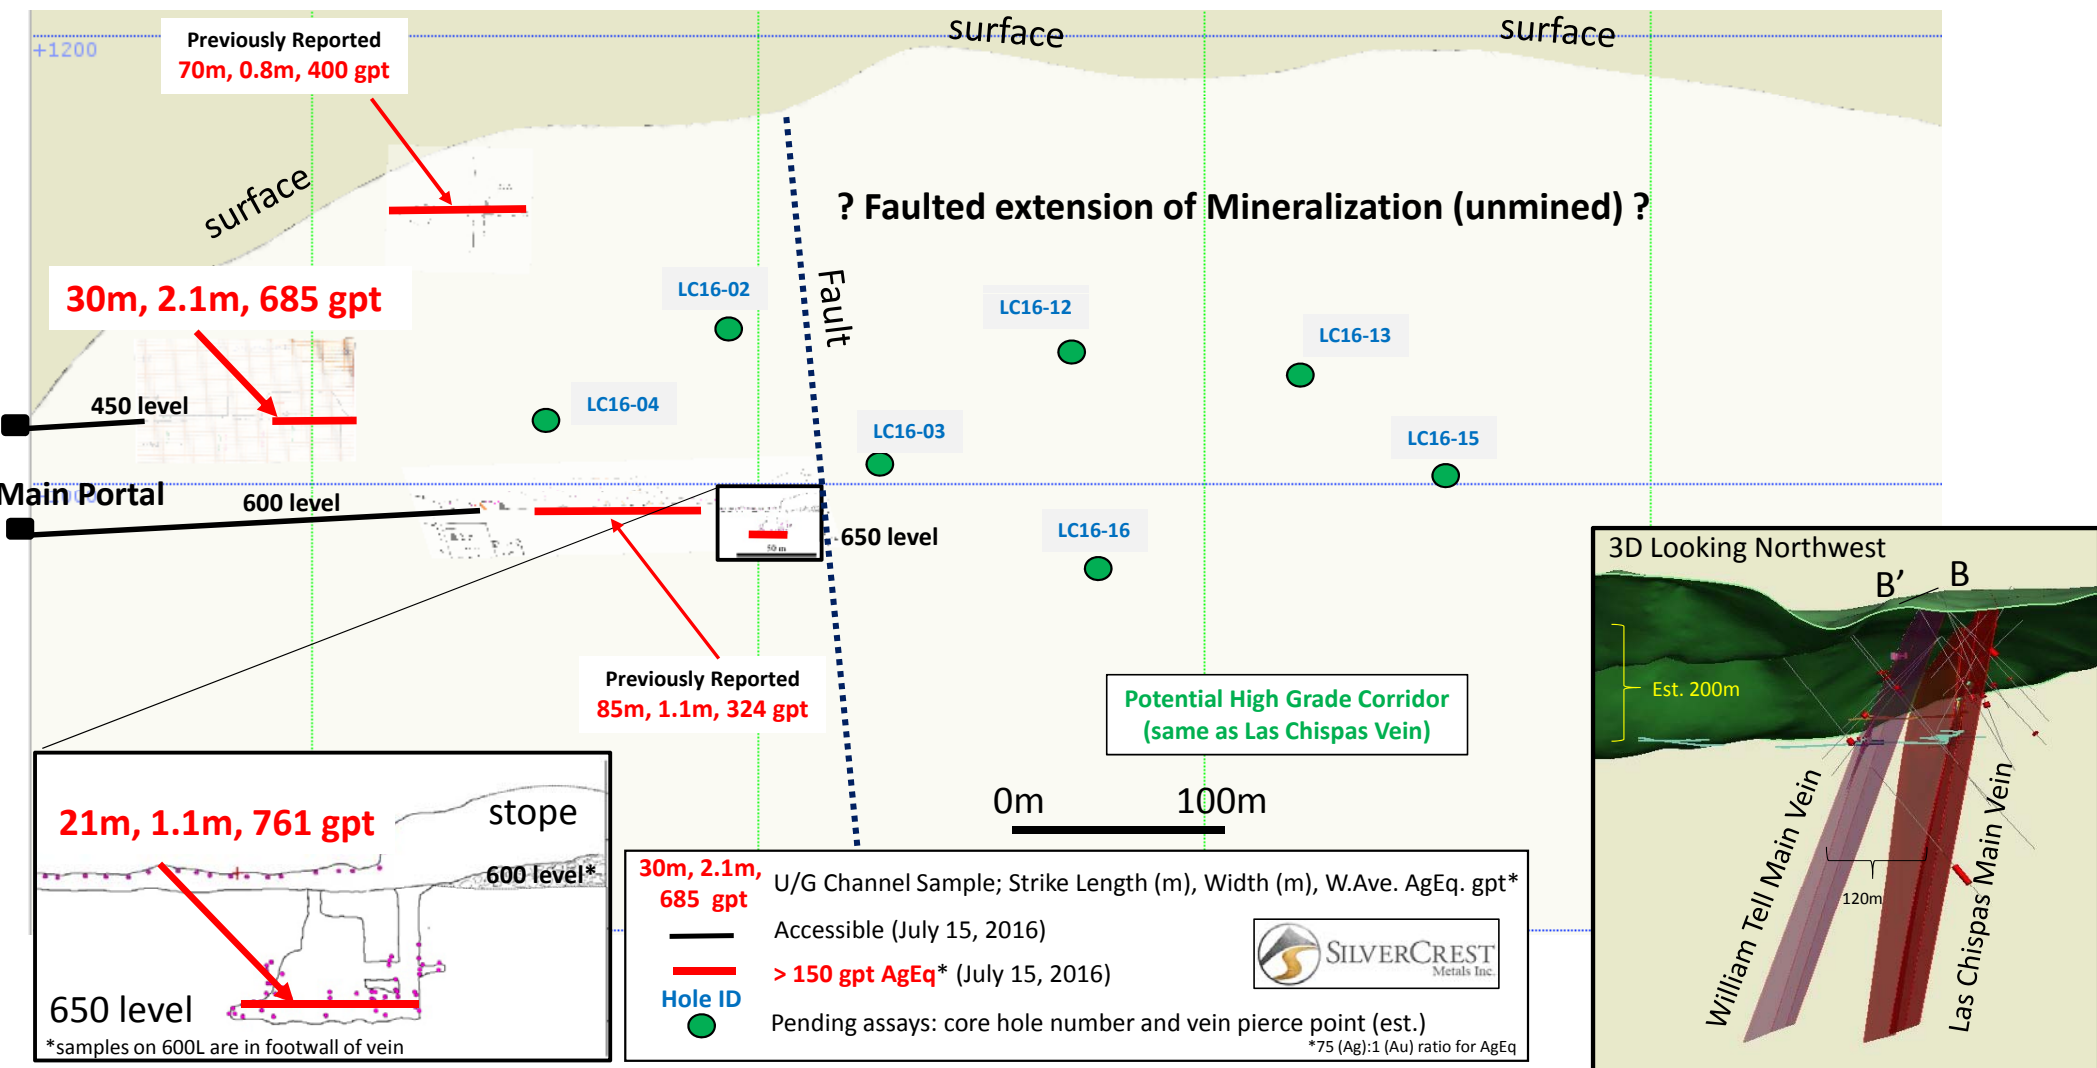 surface
surface
+1200
Previously Reported
70m, 0.8m, 400 gpt
surface
? Faulted extension of Mineralization (unmined) ?
30m, 2.1m, 685 gpt
LC16-02
Fault
LC16-12
LC16-13
450 level
LC16-04
LC16-03
LC16-15
Main Portal
600 level
50 m
650 level
LC16-16
Previously Reported
85m, 1.1m, 324 gpt
Potential High Grade Corridor
(same as Las Chispas Vein)
0m 100m
21m, 1.1m, 761 gpt
stope
600 level*
650 level
*samples on 600L are in footwall of vein
30m, 2.1m,
685 gpt
U/G Channel Sample; Strike Length (m), Width (m), W.Ave. AgEq. gpt*
Accessible (July 15, 2016)
> 150 gpt AgEq* (July 15, 2016)
Hole ID
Pending assays: core hole number and vein pierce point (est.)
*75 (Ag):1 (Au) ratio for AgEq
SILVERCREST
Metals Inc.
3D Looking Northwest
B' B
Est. 200m
William Tell Main Vein
120m
Las Chispas Main Vein